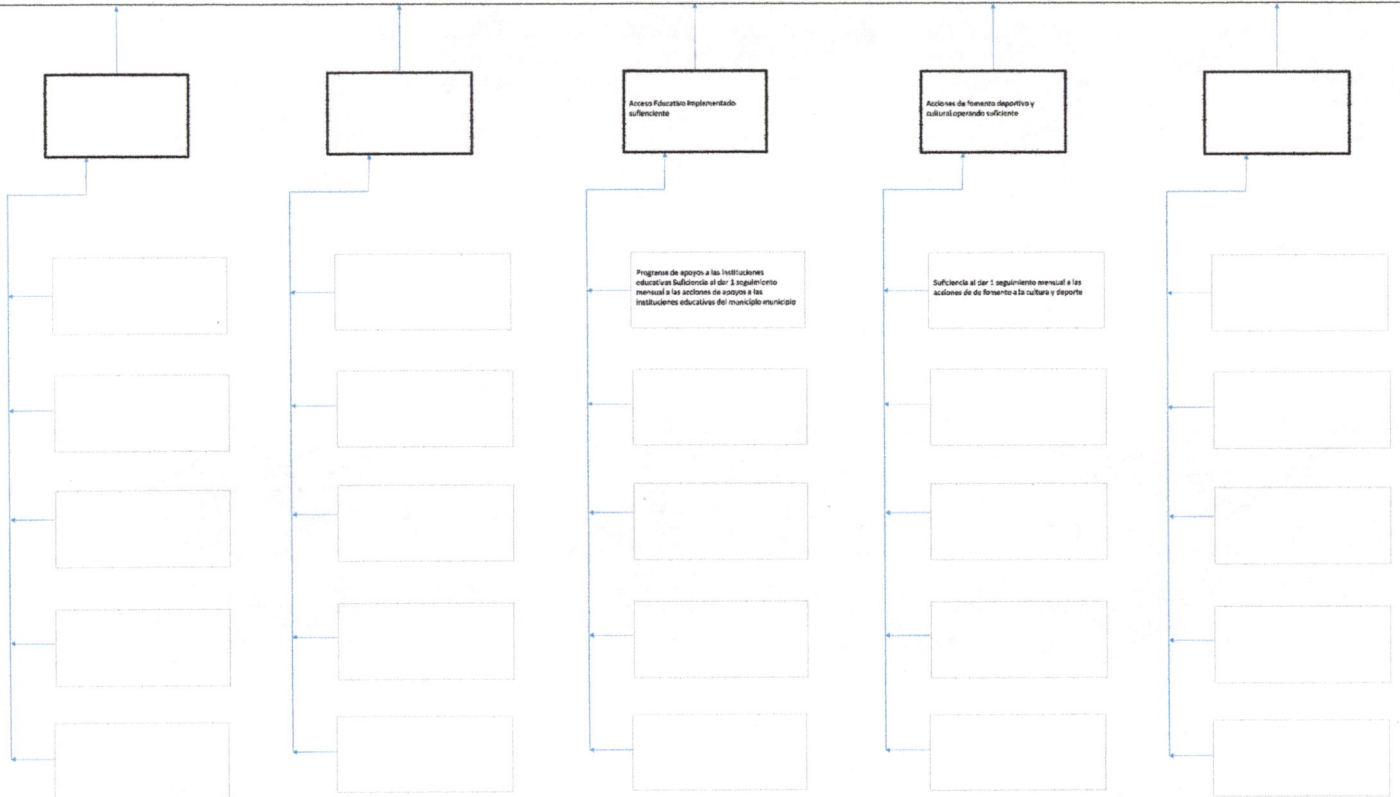 Acceso Educativo Implementado
sufienciente
Acciones de fomento deportivo y
cultural operando suficiente
Programa de apoyos a las instituciones
educativas Suficiencia al dar 1 seguimiento
mensual a las acciones de apoyos a las
instituciones educativas del municipio municipio
Suficiencia al dar 1 seguimiento mensual a las
acciones de de fomento a la cultura y deporte